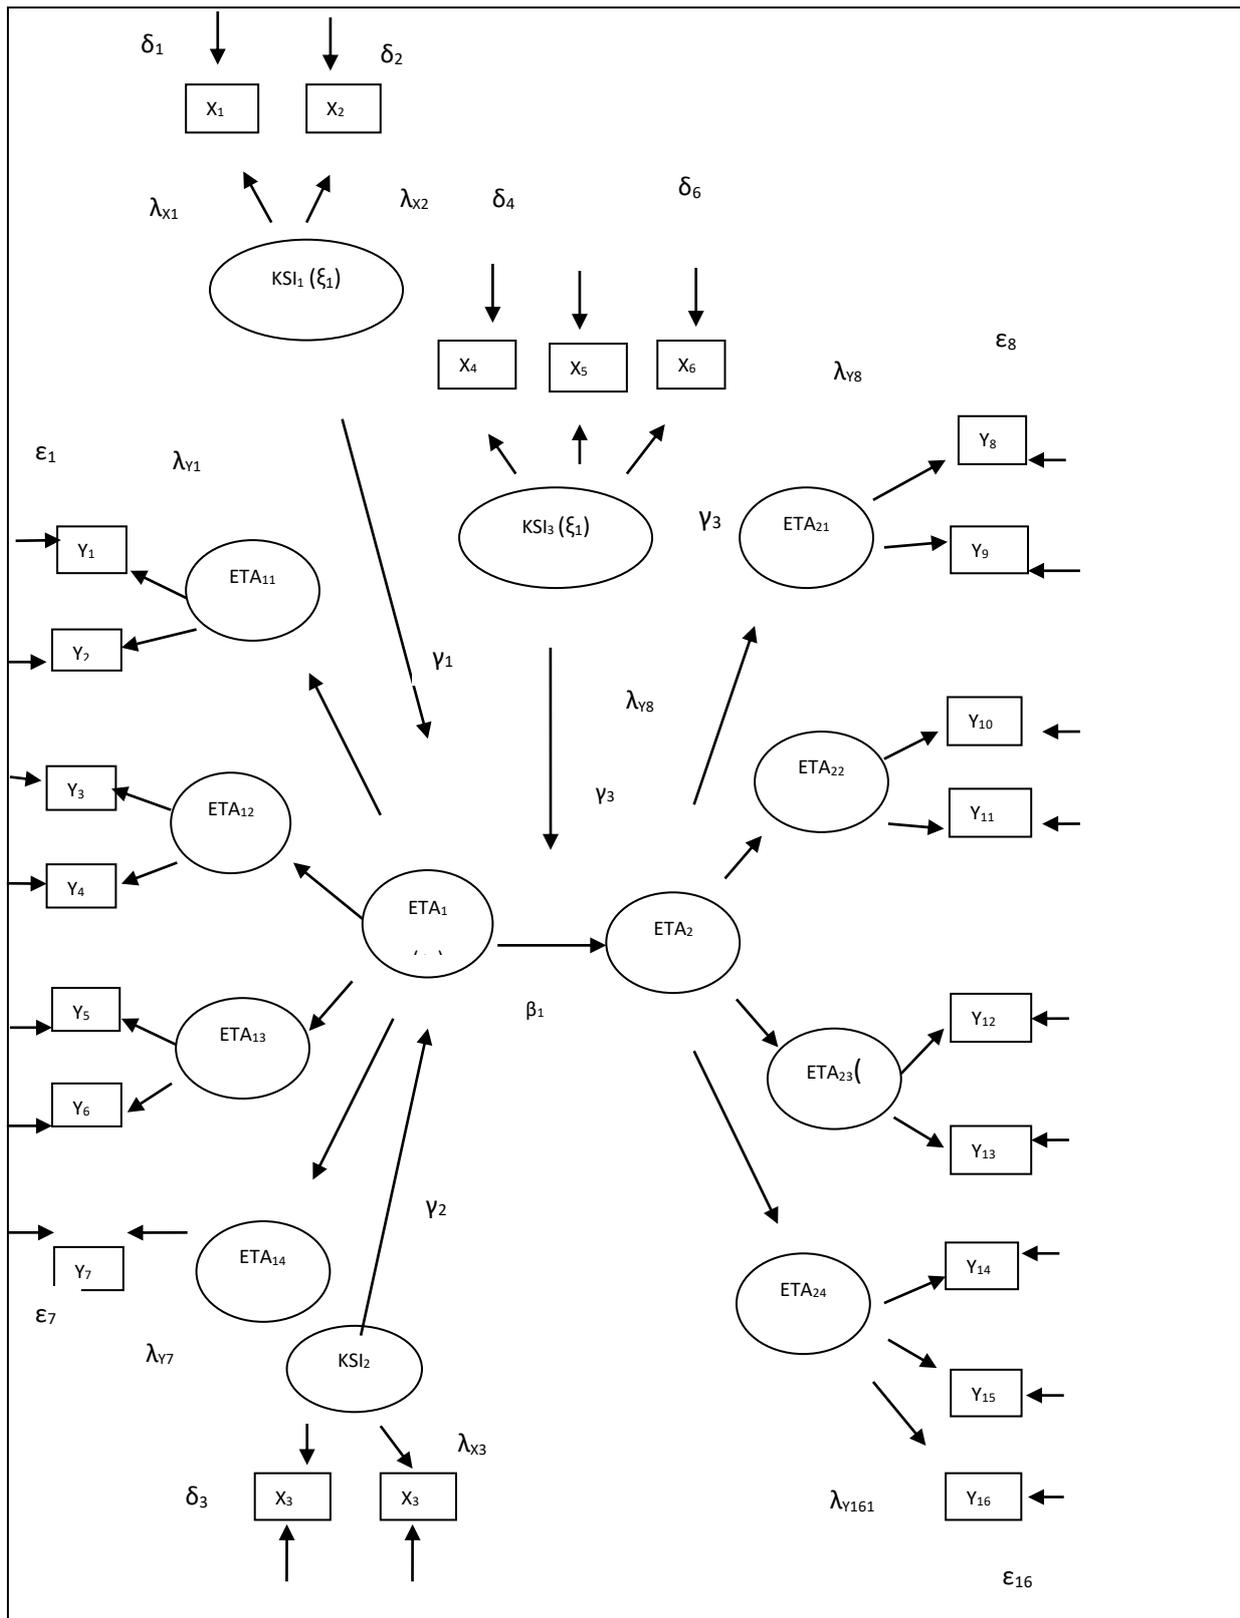 δ1
δ2
X1
X2
λX1
λX2
δ4
δ6
KSI1 (ξ1)
X4
X5
X6
ε8
λY8
Y8
ε1
λY1
KSI3 (ξ1)
γ3
ETA21
Y1
Y9
ETA11
Y2
γ1
λY8
Y10
ETA22
Y3
ETA12
γ3
Y11
Y4
ETA1
ETA2
Y5
β1
Y12
ETA13
ETA23(
Y6
Y13
γ2
Y7
ETA14
Y14
ETA24
ε7
λY7
KSI2
Y15
λX3
δ3
X3
X3
λY161
Y16
ε16